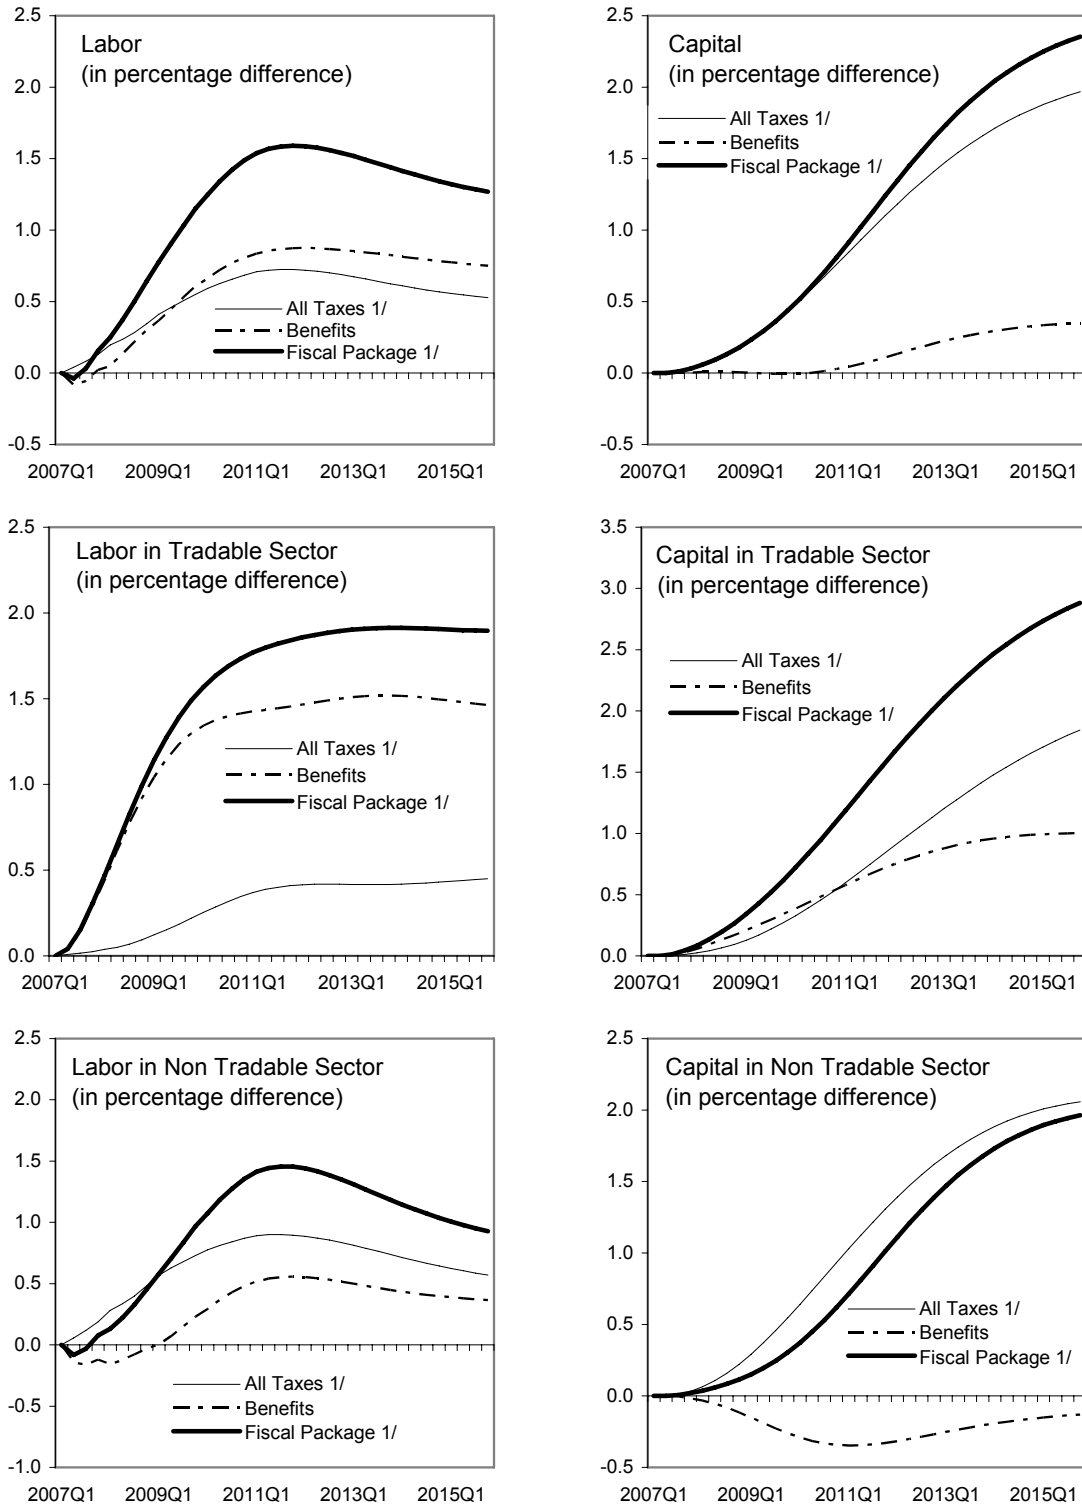 Labor
(in percentage difference)
2.5
2.0
1.5
1.0
0.5
0.0
-0.5
All Taxes 1/
Benefits
Fiscal Package 1/
2007Q1 2009Q1 2011Q1 2013Q1 2015Q1
Capital
(in percentage difference)
2.5
2.0
1.5
1.0
0.5
0.0
-0.5
All Taxes 1/
Benefits
Fiscal Package 1/
2007Q1 2009Q1 2011Q1 2013Q1 2015Q1
Labor in Tradable Sector
(in percentage difference)
2.5
2.0
1.5
1.0
0.5
0.0
All Taxes 1/
Benefits
Fiscal Package 1/
2007Q1 2009Q1 2011Q1 2013Q1 2015Q1
Capital in Tradable Sector
(in percentage difference)
3.5
3.0
2.5
2.0
1.5
1.0
0.5
0.0
All Taxes 1/
Benefits
Fiscal Package 1/
2007Q1 2009Q1 2011Q1 2013Q1 2015Q1
Labor in Non Tradable Sector
(in percentage difference)
2.5
2.0
1.5
1.0
0.5
0.0
-0.5
-1.0
All Taxes 1/
Benefits
Fiscal Package 1/
2007Q1 2009Q1 2011Q1 2013Q1 2015Q1
Capital in Non Tradable Sector
(in percentage difference)
2.5
2.0
1.5
1.0
0.5
0.0
-0.5
All Taxes 1/
Benefits
Fiscal Package 1/
2007Q1 2009Q1 2011Q1 2013Q1 2015Q1